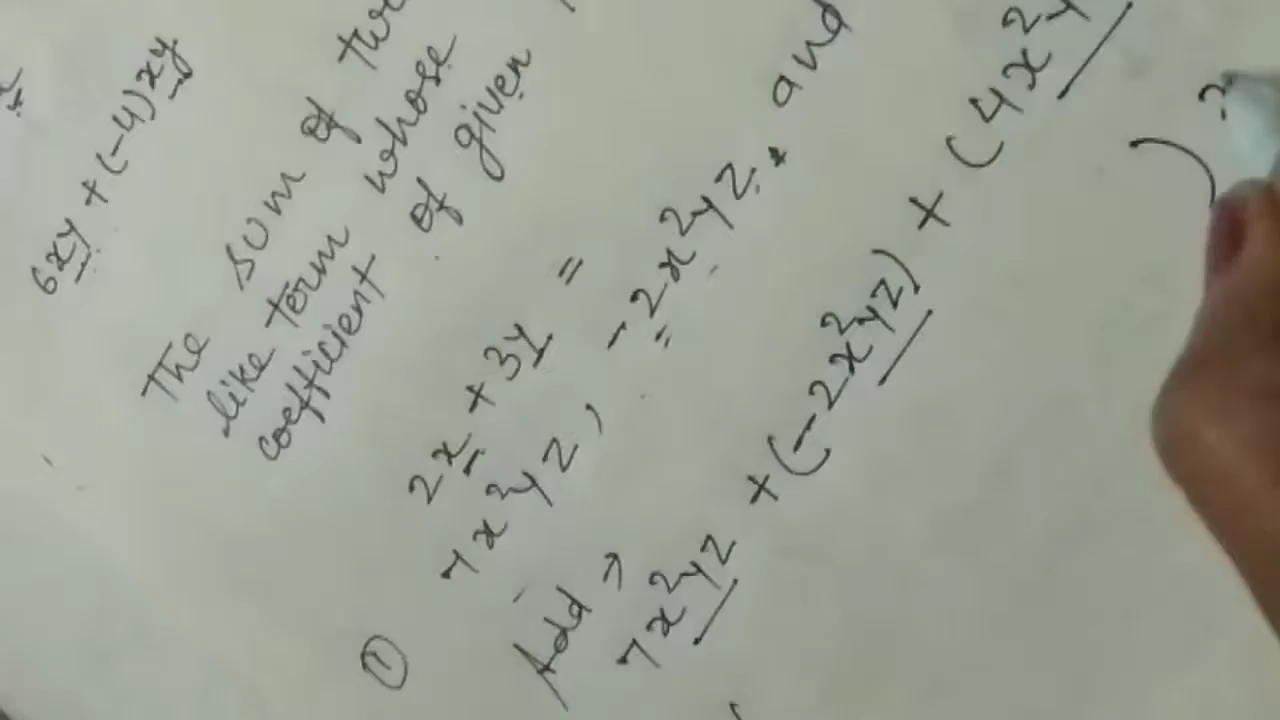 6xy + (-4)xy
The sum of two
like term whose
coefficient of given
2x + 3y =
① 7x²yz, -2x²yz, and
Add →
7x²yz + (-2x²yz) + (4x²y
)